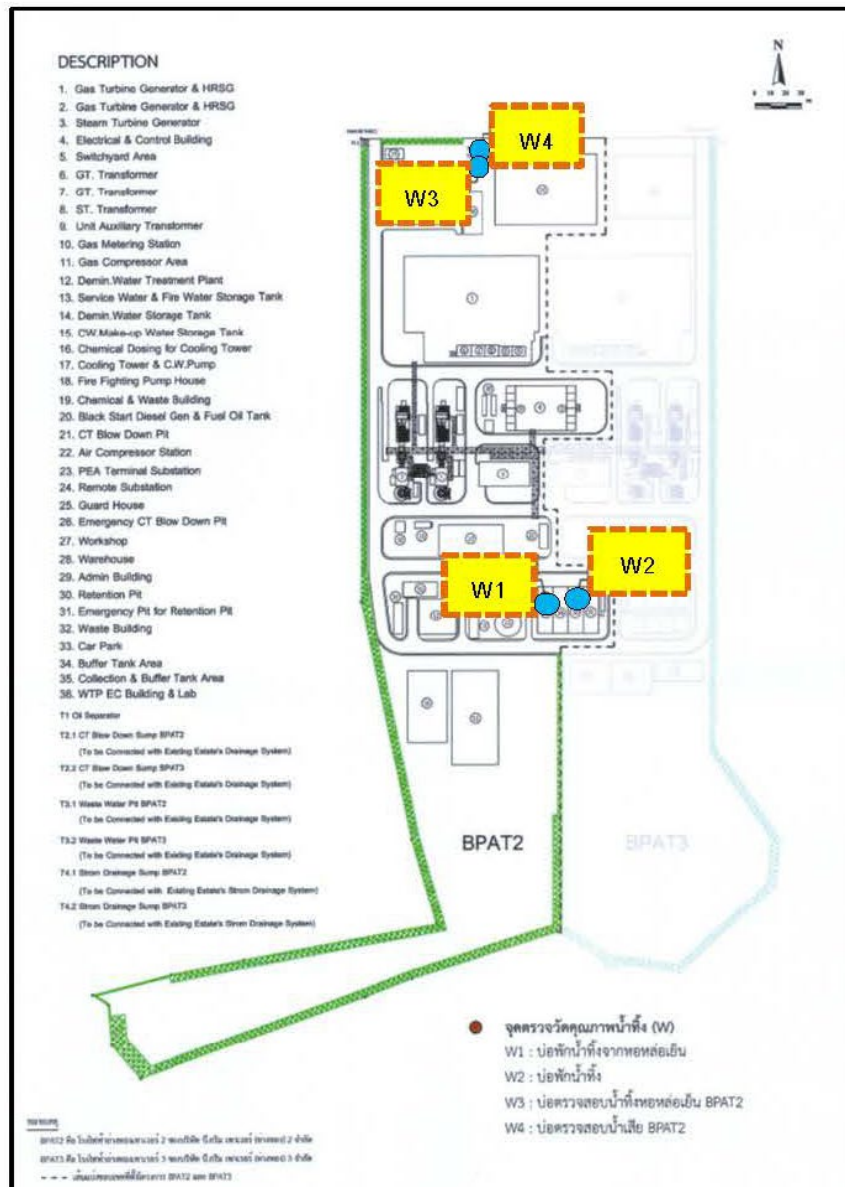 DESCRIPTION
1. Gas Turbine Generator & HRSG
2. Gas Turbine Generator & HRSG
3. Steam Turbine Generator
4. Electrical & Control Building
5. Switchyard Area
6. GT. Transformer
7. GT. Transformer
8. ST. Transformer
9. Unit Auxiliary Transformer
10. Gas Metering Station
11. Gas Compressor Area
12. Demin.Water Treatment Plant
13. Service Water & Fire Water Storage Tank
14. Demin.Water Storage Tank
15. CW.Make-up Water Storage Tank
16. Chemical Dosing for Cooling Tower
17. Cooling Tower & C.W.Pump
18. Fire Fighting Pump House
19. Chemical & Waste Building
20. Black Start Diesel Gen & Fuel Oil Tank
21. CT Blow Down Pit
22. Air Compressor Station
23. PEA Terminal Substation
24. Remote Substation
25. Guard House
26. Emergency CT Blow Down Pit
27. Workshop
28. Warehouse
29. Admin Building
30. Retention Pit
31. Emergency Pit for Retention Pit
32. Waste Building
33. Car Park
34. Buffer Tank Area
35. Collection & Buffer Tank Area
36. WTP EC Building & Lab
T1 Oil Separator
T2.1 CT Blow Down Sump BPAT2
(To be Connected with Existing Estate's Drainage System)
T2.2 CT Blow Down Sump BPAT3
(To be Connected with Existing Estate's Drainage System)
T3.1 Waste Water Pit BPAT2
(To be Connected with Existing Estate's Drainage System)
T3.2 Waste Water Pit BPAT3
(To be Connected with Existing Estate's Drainage System)
T4.1 Strom Drainage Sump BPAT2
(To be Connected with Existing Estate's Strom Drainage System)
T4.2 Strom Drainage Sump BPAT3
(To be Connected with Existing Estate's Strom Drainage System)
N
0 10 20 30
W4
W3
W2
W1
BPAT2
BPAT3
จุดตรวจวัดคุณภาพน้ำทิ้ง (W)
W1 : บ่อพักน้ำทิ้งจากหอหล่อเย็น
W2 : บ่อพักน้ำทิ้ง
W3 : บ่อตรวจสอบน้ำทิ้งหอหล่อเย็น BPAT2
W4 : บ่อตรวจสอบน้ำเสีย BPAT2
หมายเหตุ